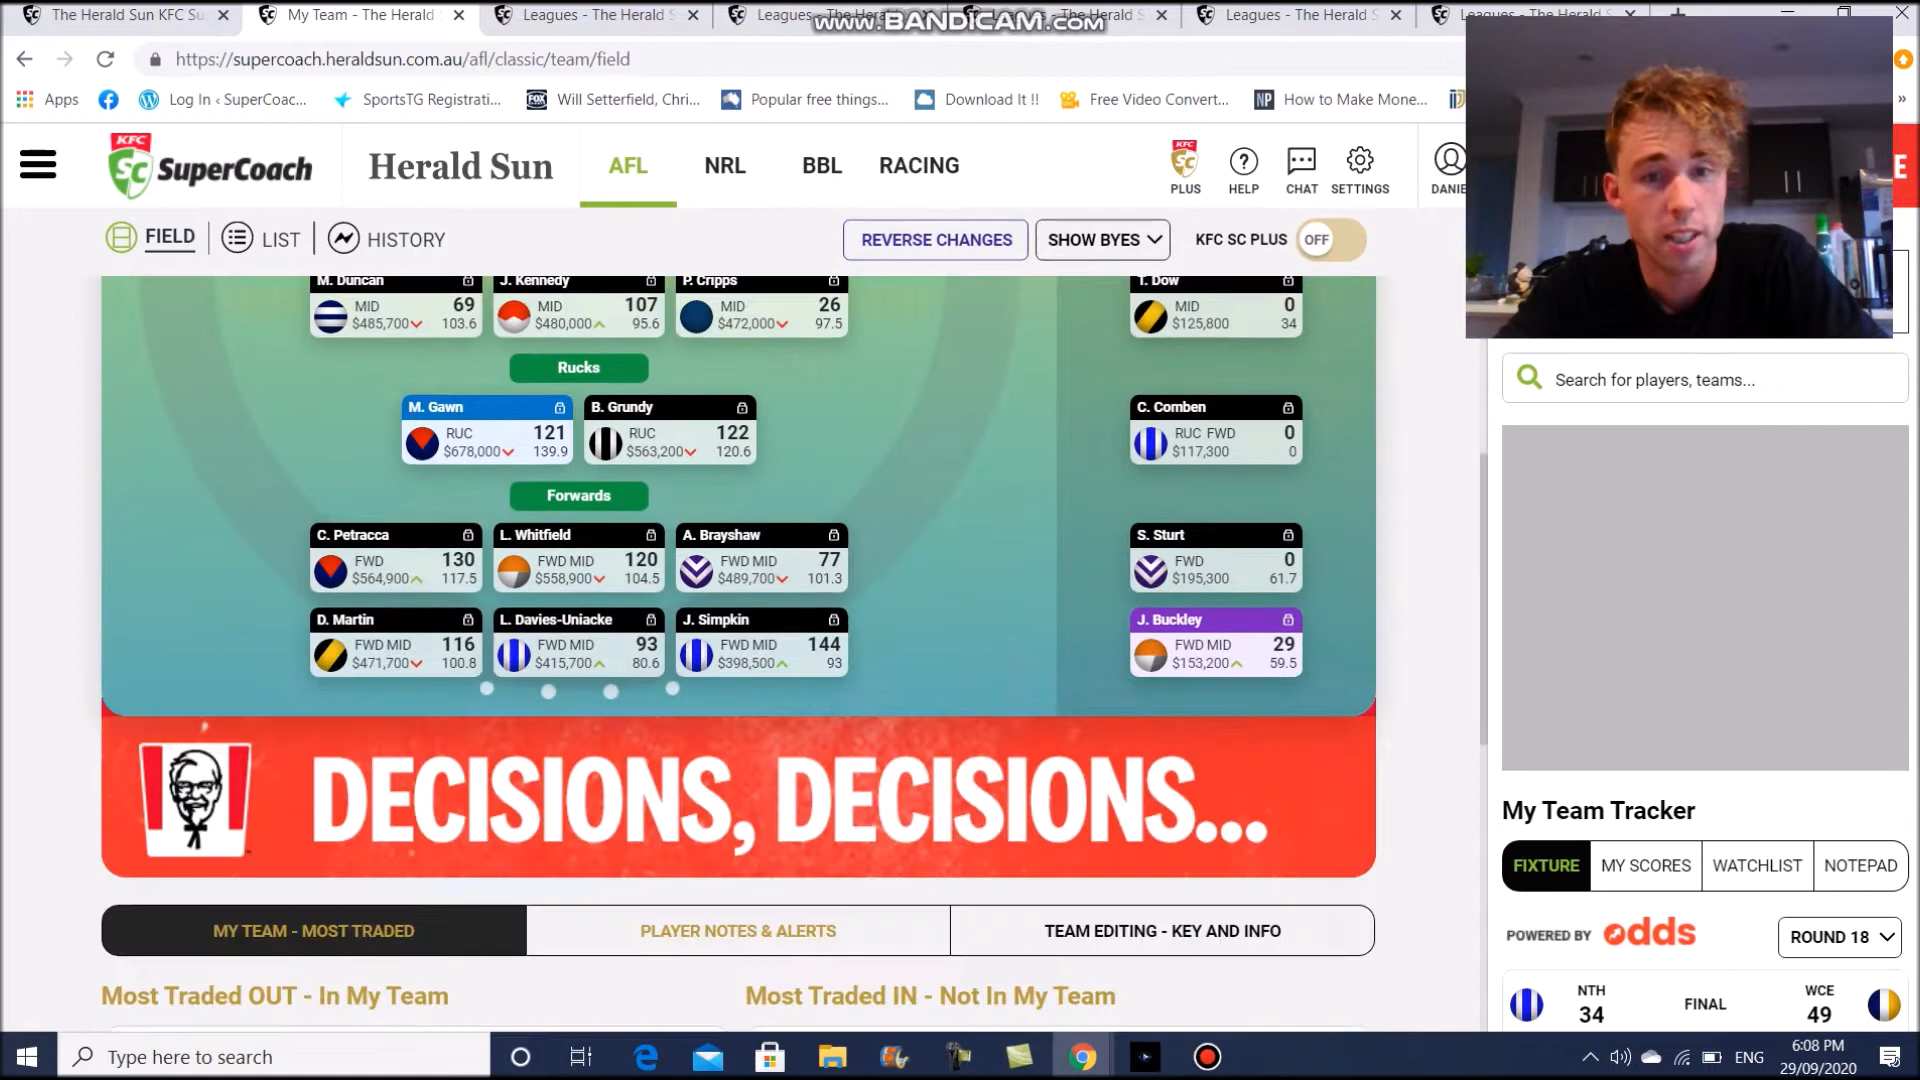 The Herald Sun KFC Su
My Team - The Herald
Leagues - The Herald S
Leagues - The
Leagues - The Herald S
Leagues - The Herald S
www.BANDICAM.com
https://supercoach.heraldsun.com.au/afl/classic/team/field
Apps
Log In ‹ SuperCoac...
SportsTG Registrati...
FOX
Will Setterfield, Chri...
Popular free things...
Download It !!
Free Video Convert...
NP
How to Make Mone...
KFC
SC
SuperCoach
Herald Sun
AFL
NRL
BBL
RACING
PLUS
HELP
CHAT
SETTINGS
DANIE
FIELD
LIST
HISTORY
REVERSE CHANGES
SHOW BYES
KFC SC PLUS
OFF
M. Duncan
MID 69
$485,700 103.6
J. Kennedy
MID 107
$480,000 95.6
P. Cripps
MID 26
$472,000 97.5
T. Dow
MID 0
$125,800 34
Rucks
M. Gawn
RUC 121
$678,000 139.9
B. Grundy
RUC 122
$563,200 120.6
C. Comben
RUC FWD 0
$117,300 0
Forwards
C. Petracca
FWD 130
$564,900 117.5
L. Whitfield
FWD MID 120
$558,900 104.5
A. Brayshaw
FWD MID 77
$489,700 101.3
S. Sturt
FWD 0
$195,300 61.7
D. Martin
FWD MID 116
$471,700 100.8
L. Davies-Uniacke
FWD MID 93
$415,700 80.6
J. Simpkin
FWD MID 144
$398,500 93
J. Buckley
FWD MID 29
$153,200 59.5
DECISIONS, DECISIONS...
MY TEAM - MOST TRADED
PLAYER NOTES & ALERTS
TEAM EDITING - KEY AND INFO
Most Traded OUT - In My Team
Most Traded IN - Not In My Team
Search for players, teams...
My Team Tracker
FIXTURE
MY SCORES
WATCHLIST
NOTEPAD
POWERED BY odds
ROUND 18
NTH
34
FINAL
WCE
49
Type here to search
ENG
6:08 PM
29/09/2020